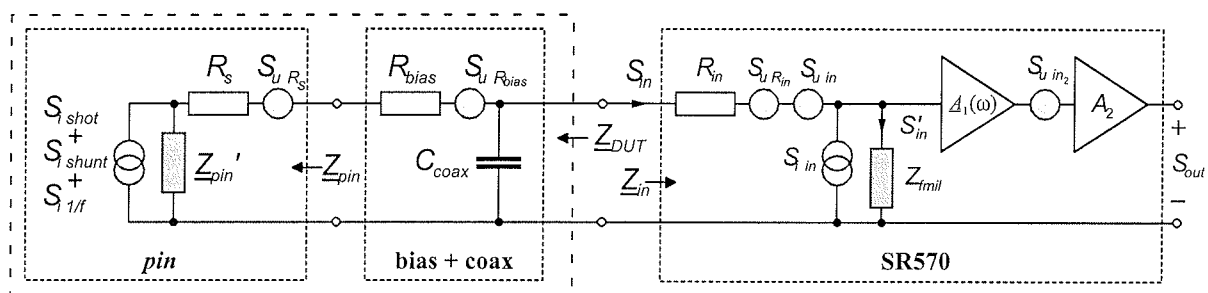 R_s
S_u R_s
R_bias
S_u R_bias
S_in
R_in
S_u R_in
S_u in
S_u in_2
S_i shot
+
S_i shunt
+
S_i 1/f
Z_pin'
Z_pin
C_coax
Z_DUT
Z_in
S_i in
S'_in
Z_fmil
A_1(ω)
A_2
+
S_out
−
pin
bias + coax
SR570